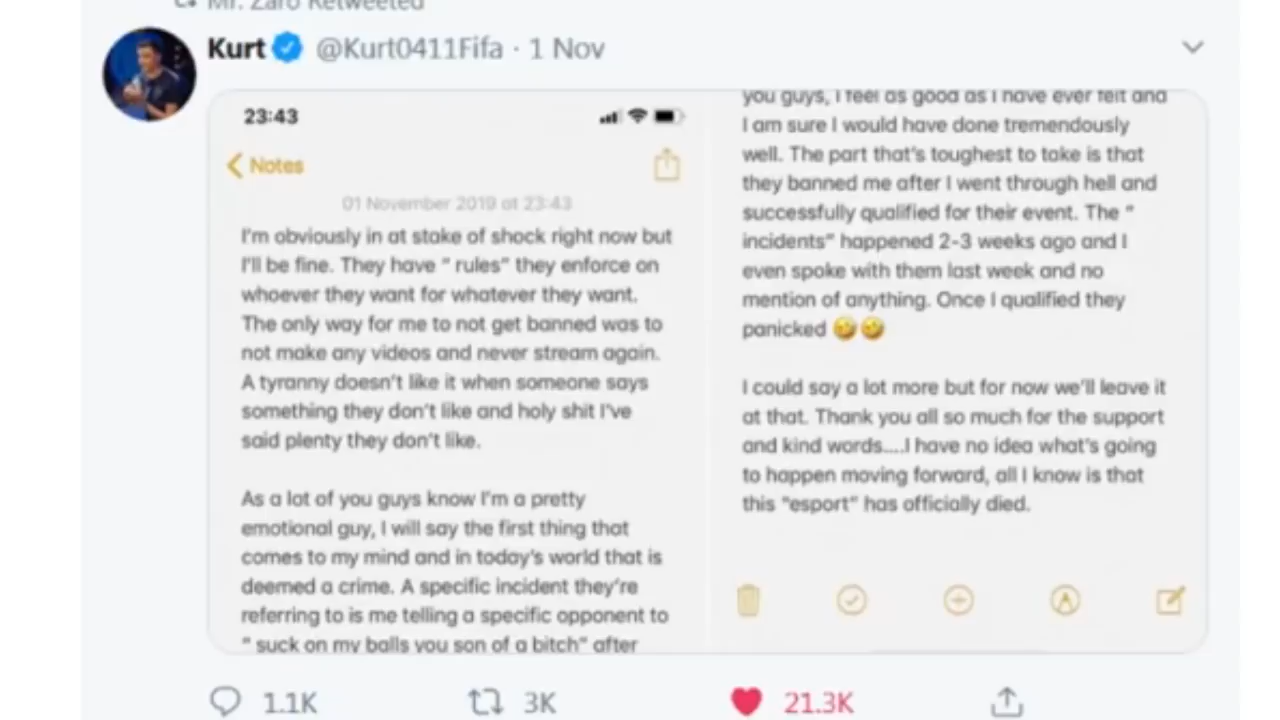 Mr. Zaro Retweeted
Kurt @Kurt0411Fifa · 1 Nov
23:43
Notes
01 November 2019 at 23:43
I'm obviously in at stake of shock right now but
I'll be fine. They have " rules" they enforce on
whoever they want for whatever they want.
The only way for me to not get banned was to
not make any videos and never stream again.
A tyranny doesn't like it when someone says
something they don't like and holy shit I've
said plenty they don't like.
As a lot of you guys know I'm a pretty
emotional guy, I will say the first thing that
comes to my mind and in today's world that is
deemed a crime. A specific incident they're
referring to is me telling a specific opponent to
" suck on my balls you son of a bitch" after
you guys, I feel as good as I have ever felt and
I am sure I would have done tremendously
well. The part that's toughest to take is that
they banned me after I went through hell and
successfully qualified for their event. The "
incidents" happened 2-3 weeks ago and I
even spoke with them last week and no
mention of anything. Once I qualified they
panicked 🤣🤣
I could say a lot more but for now we'll leave it
at that. Thank you all so much for the support
and kind words....I have no idea what's going
to happen moving forward, all I know is that
this "esport" has officially died.
1.1K
3K
21.3K